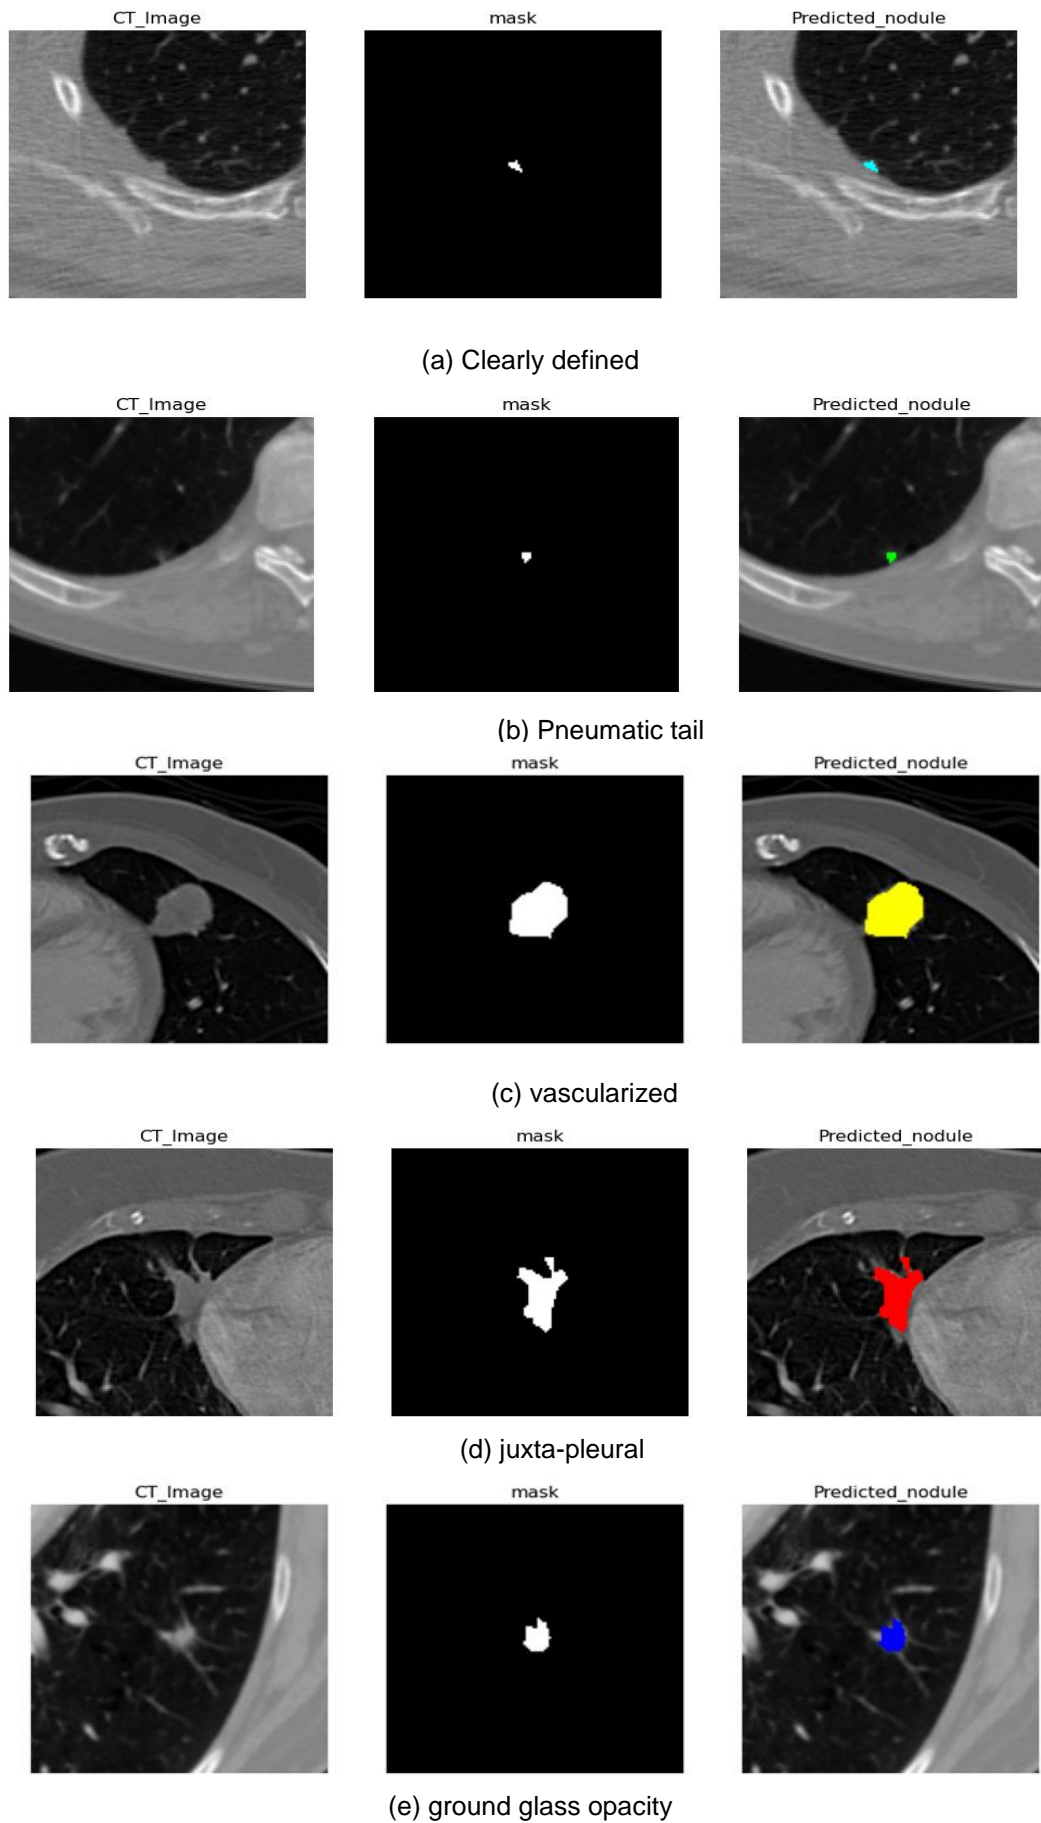 CT_Image mask Predicted_nodule
(a) Clearly defined
CT_Image mask Predicted_nodule
(b) Pneumatic tail
CT_Image mask Predicted_nodule
(c) vascularized
CT_Image mask Predicted_nodule
(d) juxta-pleural
CT_Image mask Predicted_nodule
(e) ground glass opacity